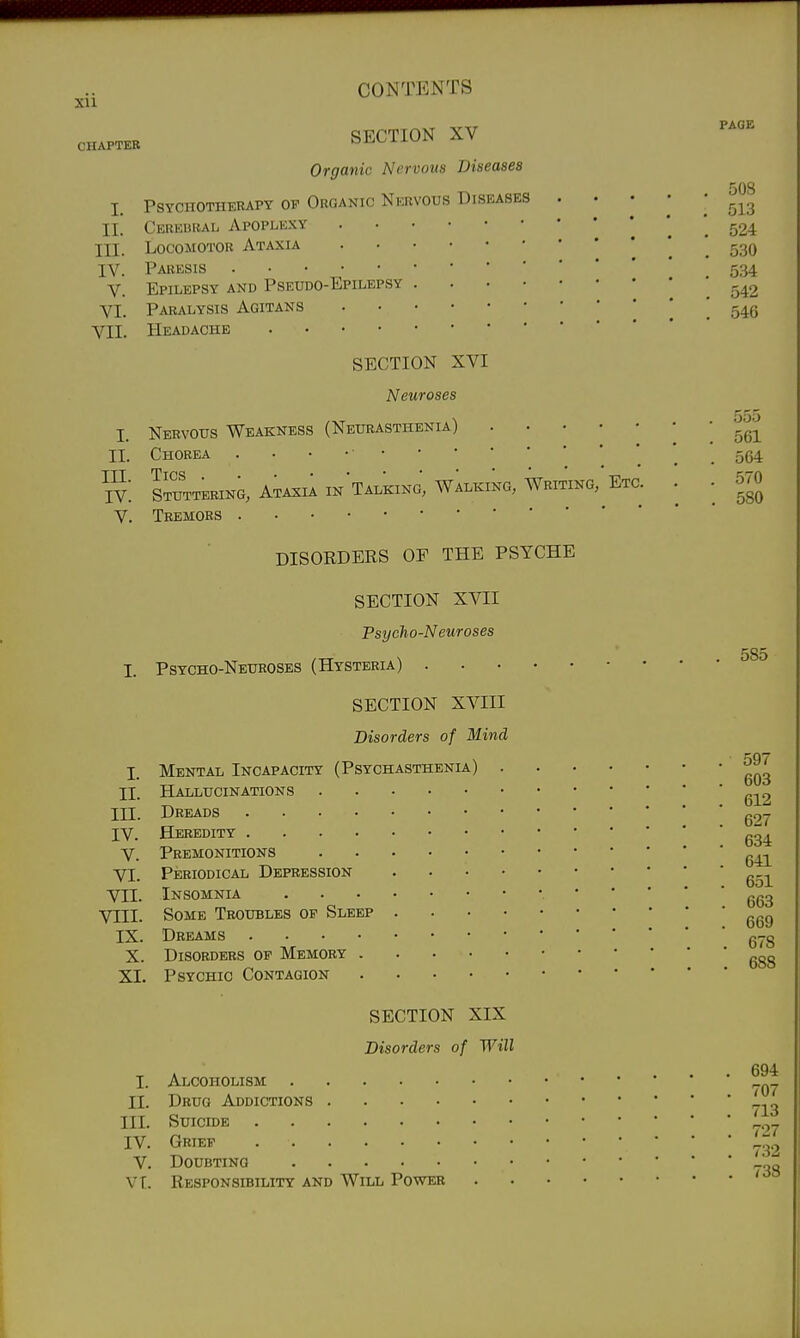 xii
CONTENTS
CHAPTER SECTION XV PAGE
Organic Nervous Diseases
I. Psychotherapy of Organic Nervous Diseases . . . . . 508
II. Cerebral Apoplexy . . . . . 513
III. Locomotor Ataxia . . . . . 524
IV. Paresis . . . . . 530
V. Epilepsy and Pseudo-Epilepsy . . . . . 534
VI. Paralysis Agitans . . . . . 542
VII. Headache . . . . . 546
SECTION XVI
Neuroses
I. Nervous Weakness (Neurasthenia) . . . . . 555
II. Chorea . . . . . 561
III. Tics . . . . . 564
IV. Stuttering, Ataxia in Talking, Walking, Writing, Etc. . . 570
V. Tremors . . . . . 580
DISORDERS OF THE PSYCHE
SECTION XVII
Psycho-Neuroses
I. Psycho-Neuroses (Hysteria) . . . . . 585
SECTION XVIII
Disorders of Mind
I. Mental Incapacity (Psychasthenia) . . . . . 597
II. Hallucinations . . . . . 603
III. Dreads . . . . . 612
IV. Heredity . . . . . 627
V. Premonitions . . . . . 634
VI. Periodical Depression . . . . . 641
VII. Insomnia . . . . . 651
VIII. Some Troubles of Sleep . . . . . 663
IX. Dreams . . . . . 669
X. Disorders of Memory . . . . . 678
XI. Psychic Contagion . . . . . 688
SECTION XIX
Disorders of Will
I. Alcoholism . . . . . 694
II. Drug Addictions . . . . . 707
III. Suicide . . . . . 713
IV. Grief . . . . . 727
V. Doubting . . . . . 732
VI. Responsibility and Will Power . . . . . 738